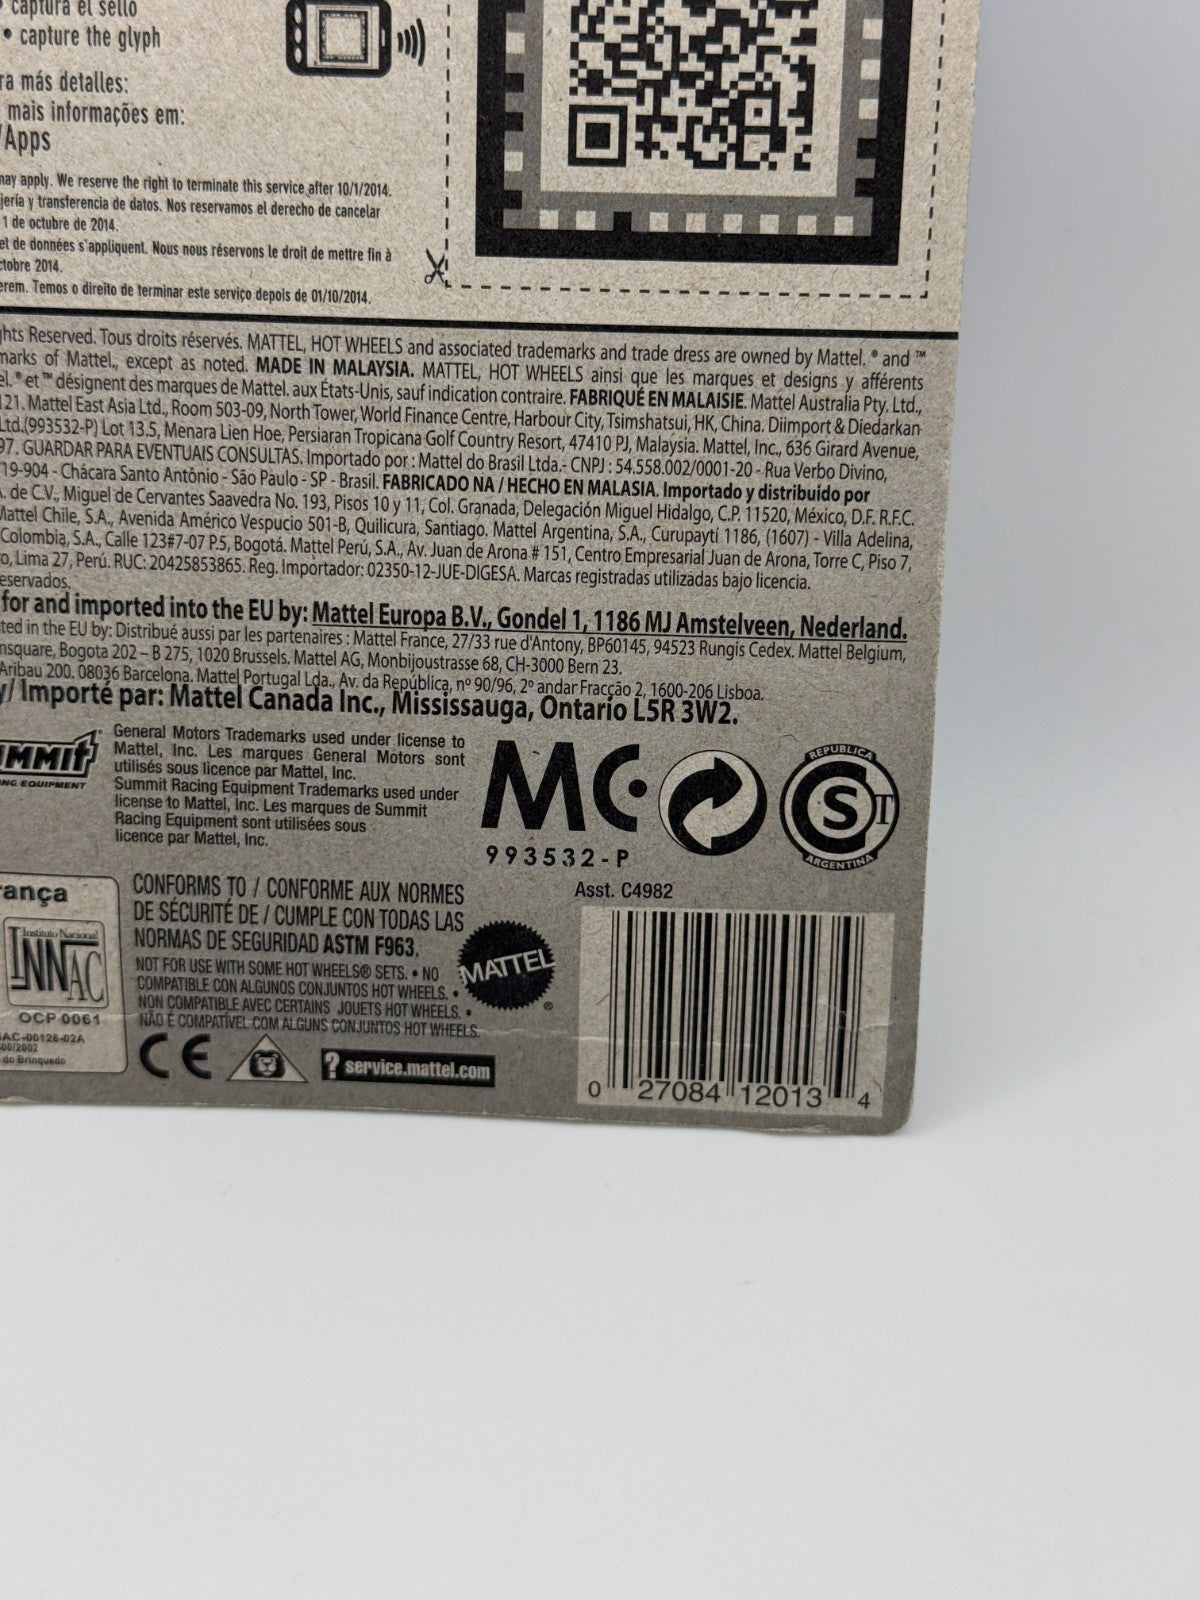 • captura el sello
• capture the glyph
ra más detalles:
mais informações em:
/Apps
may apply. We reserve the right to terminate this service after 10/1/2014.
jería y transferencia de datos. Nos reservamos el derecho de cancelar
1 de octubre de 2014.
et de données s'appliquent. Nous nous réservons le droit de mettre fin à
ctobre 2014.
erem. Temos o direito de terminar este serviço depois de 01/10/2014.
ghts Reserved. Tous droits réservés. MATTEL, HOT WHEELS and associated trademarks and trade dress are owned by Mattel. ® and ™
marks of Mattel., except as noted. MADE IN MALAYSIA. MATTEL, HOT WHEELS ainsi que les marques et designs y afférents
el. ® et ™ désignent des marques de Mattel. aux États-Unis, sauf indication contraire. FABRIQUÉ EN MALAISIE. Mattel Australia Pty. Ltd.,
121. Mattel East Asia Ltd., Room 503-09, North Tower, World Finance Centre, Harbour City, Tsimshatsui, HK, China. Diimport & Diedarkan
Ltd.(993532-P) Lot 13.5, Menara Lien Hoe, Persiaran Tropicana Golf Country Resort, 47410 PJ, Malaysia. Mattel, Inc., 636 Girard Avenue,
97. GUARDAR PARA EVENTUAIS CONSULTAS. Importado por : Mattel do Brasil Ltda.- CNPJ : 54.558.002/0001-20 - Rua Verbo Divino,
719-904 - Chácara Santo Antônio - São Paulo - SP - Brasil. FABRICADO NA / HECHO EN MALASIA. Importado y distribuido por
. de C.V., Miguel de Cervantes Saavedra No. 193, Pisos 10 y 11, Col. Granada, Delegación Miguel Hidalgo, C.P. 11520, México, D.F. R.F.C.
Mattel Chile, S.A., Avenida Américo Vespucio 501-B, Quilicura, Santiago. Mattel Argentina, S.A., Curupaytí 1186, (1607) - Villa Adelina,
Colombia, S.A., Calle 123#7-07 P.5, Bogotá. Mattel Perú, S.A., Av. Juan de Arona # 151, Centro Empresarial Juan de Arona, Torre C, Piso 7,
o, Lima 27, Perú. RUC: 20425853865. Reg. Importador: 02350-12-JUE-DIGESA. Marcas registradas utilizadas bajo licencia.
eservados.
for and imported into the EU by: Mattel Europa B.V., Gondel 1, 1186 MJ Amstelveen, Nederland.
ted in the EU by: Distribué aussi par les partenaires : Mattel France, 27/33 rue d'Antony, BP60145, 94523 Rungis Cedex. Mattel Belgium,
nsquare, Bogota 202 – B 275, 1020 Brussels. Mattel AG, Monbijoustrasse 68, CH-3000 Bern 23.
Aribau 200. 08036 Barcelona. Mattel Portugal Lda., Av. da República, nº 90/96, 2º andar Fracção 2, 1600-206 Lisboa.
y/ Importé par: Mattel Canada Inc., Mississauga, Ontario L5R 3W2.
UMMIT
ING EQUIPMENT
General Motors Trademarks used under license to
Mattel, Inc. Les marques General Motors sont
utilisés sous licence par Mattel, Inc.
Summit Racing Equipment Trademarks used under
license to Mattel, Inc. Les marques de Summit
Racing Equipment sont utilisées sous
licence par Mattel, Inc.
MC
993532-P
REPUBLICA
S T
ARGENTINA
Asst. C4982
ança
Instituto Nacional
INNAC
OCP 0061
AC-00126-02A
00/2002
do Brinquedo
CONFORMS TO / CONFORME AUX NORMES
DE SÉCURITÉ DE / CUMPLE CON TODAS LAS
NORMAS DE SEGURIDAD ASTM F963.
NOT FOR USE WITH SOME HOT WHEELS® SETS. • NO
COMPATIBLE CON ALGUNOS CONJUNTOS HOT WHEELS. •
NON COMPATIBLE AVEC CERTAINS JOUETS HOT WHEELS. •
NÃO É COMPATÍVEL COM ALGUNS CONJUNTOS HOT WHEELS.
MATTEL ®
CE
? service.mattel.com
0 27084 12013 4